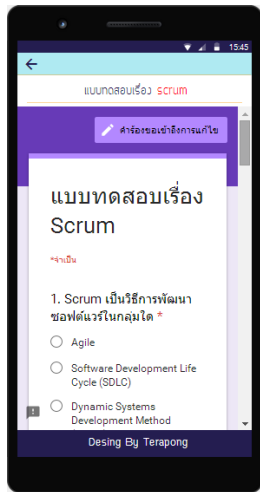 15:45
แบบทดสอบเรื่อง scrum
คำร้องขอเข้าถึงการแก้ไข
แบบทดสอบเรื่อง
Scrum
*จำเป็น
1. Scrum เป็นวิธีการพัฒนา
ซอฟต์แวร์ในกลุ่มใด *
Agile
Software Development Life
Cycle (SDLC)
Dynamic Systems
Development Method
Desing By Terapong